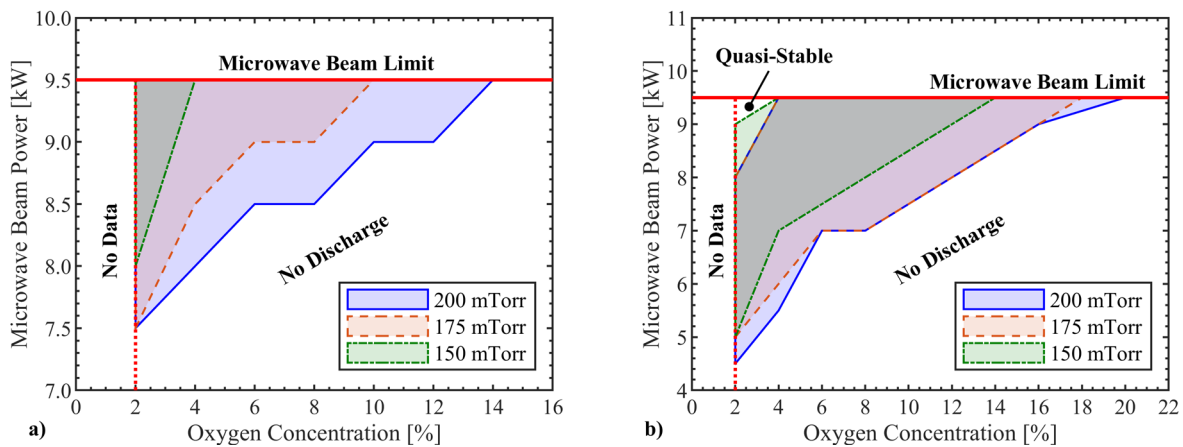 10.0
9.5
9.0
8.5
8.0
7.5
7.0
Microwave Beam Power [kW]
Microwave Beam Limit
No Data
No Discharge
200 mTorr
175 mTorr
150 mTorr
0 2 4 6 8 10 12 14 16
a)
Oxygen Concentration [%]
11
10
9
8
7
6
5
4
Microwave Beam Power [kW]
Quasi-Stable
Microwave Beam Limit
No Data
No Discharge
200 mTorr
175 mTorr
150 mTorr
0 2 4 6 8 10 12 14 16 18 20 22
b)
Oxygen Concentration [%]